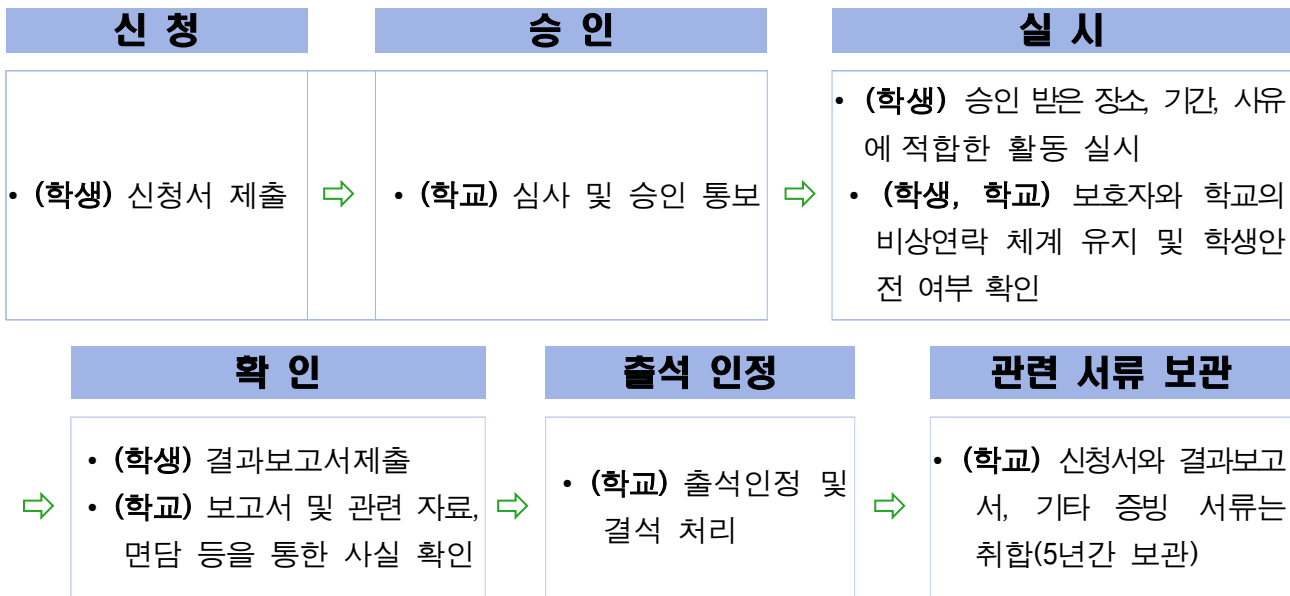 신 청
승 인
실 시
• (학생) 신청서 제출
⇨
• (학교) 심사 및 승인 통보
⇨
• (학생) 승인 받은 장소, 기간, 사유
에 적합한 활동 실시
• (학생, 학교) 보호자와 학교의
비상연락 체계 유지 및 학생안
전 여부 확인
확 인
출석 인정
관련 서류 보관
⇨
• (학생) 결과보고서제출
• (학교) 보고서 및 관련 자료,
면담 등을 통한 사실 확인
⇨
• (학교) 출석인정 및
결석 처리
⇨
• (학교) 신청서와 결과보고
서, 기타 증빙 서류는
취합(5년간 보관)